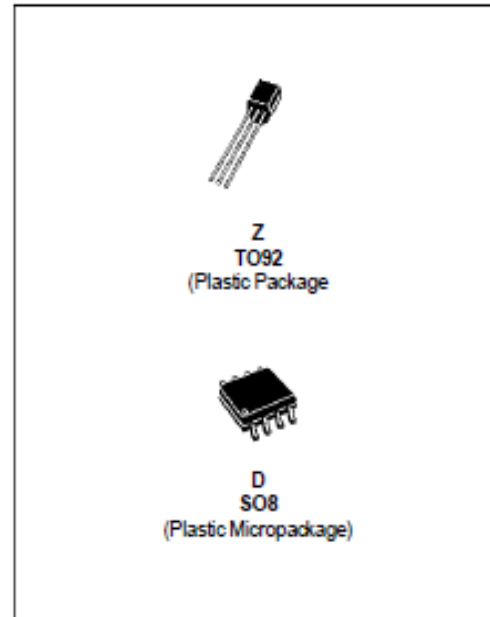 Z
TO92
(Plastic Package
D
SO8
(Plastic Micropackage)